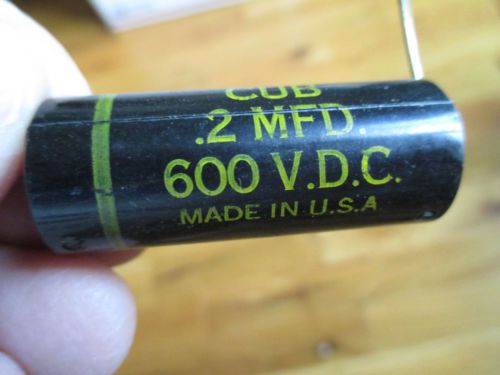 CUB
.2 MFD.
600 V.D.C.
MADE IN U.S.A